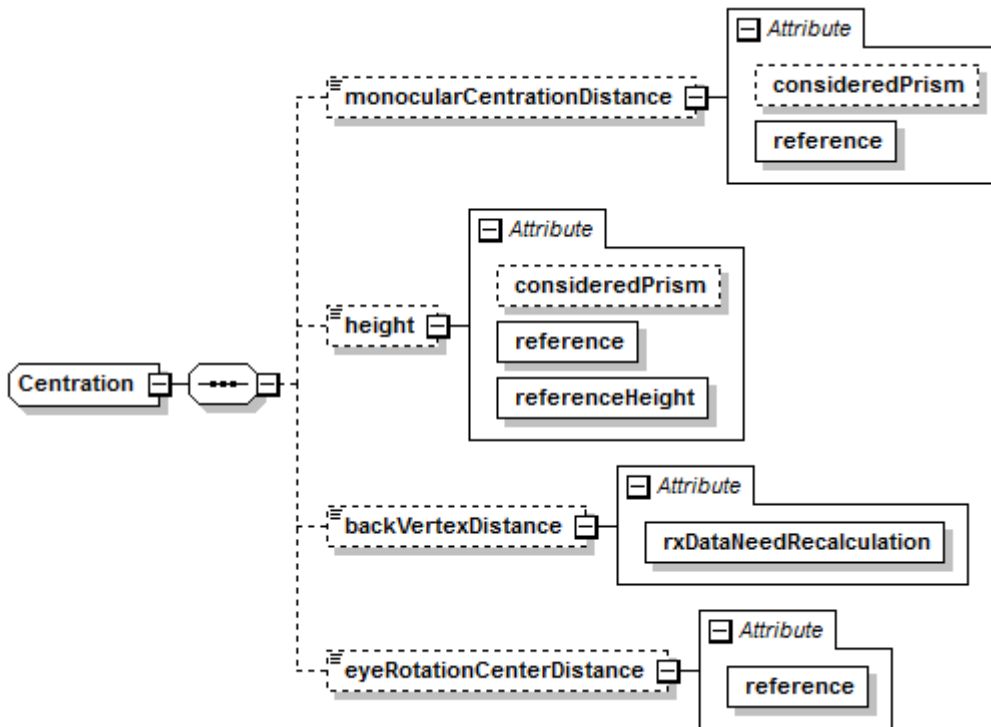 Attribute
consideredPrism
monocularCentrationDistance
reference
Attribute
consideredPrism
height
reference
referenceHeight
Centration
Attribute
backVertexDistance
rxDataNeedRecalculation
Attribute
eyeRotationCenterDistance
reference